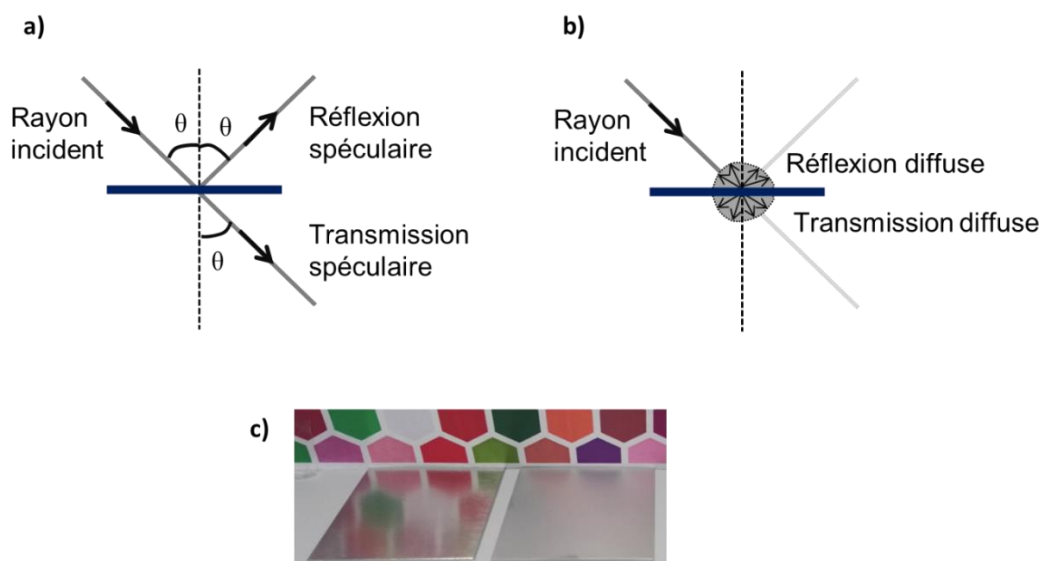 a)
Rayon
incident
θ θ
Réflexion
spéculaire
θ
Transmission
spéculaire
b)
Rayon
incident
Réflexion diffuse
Transmission diffuse
c)